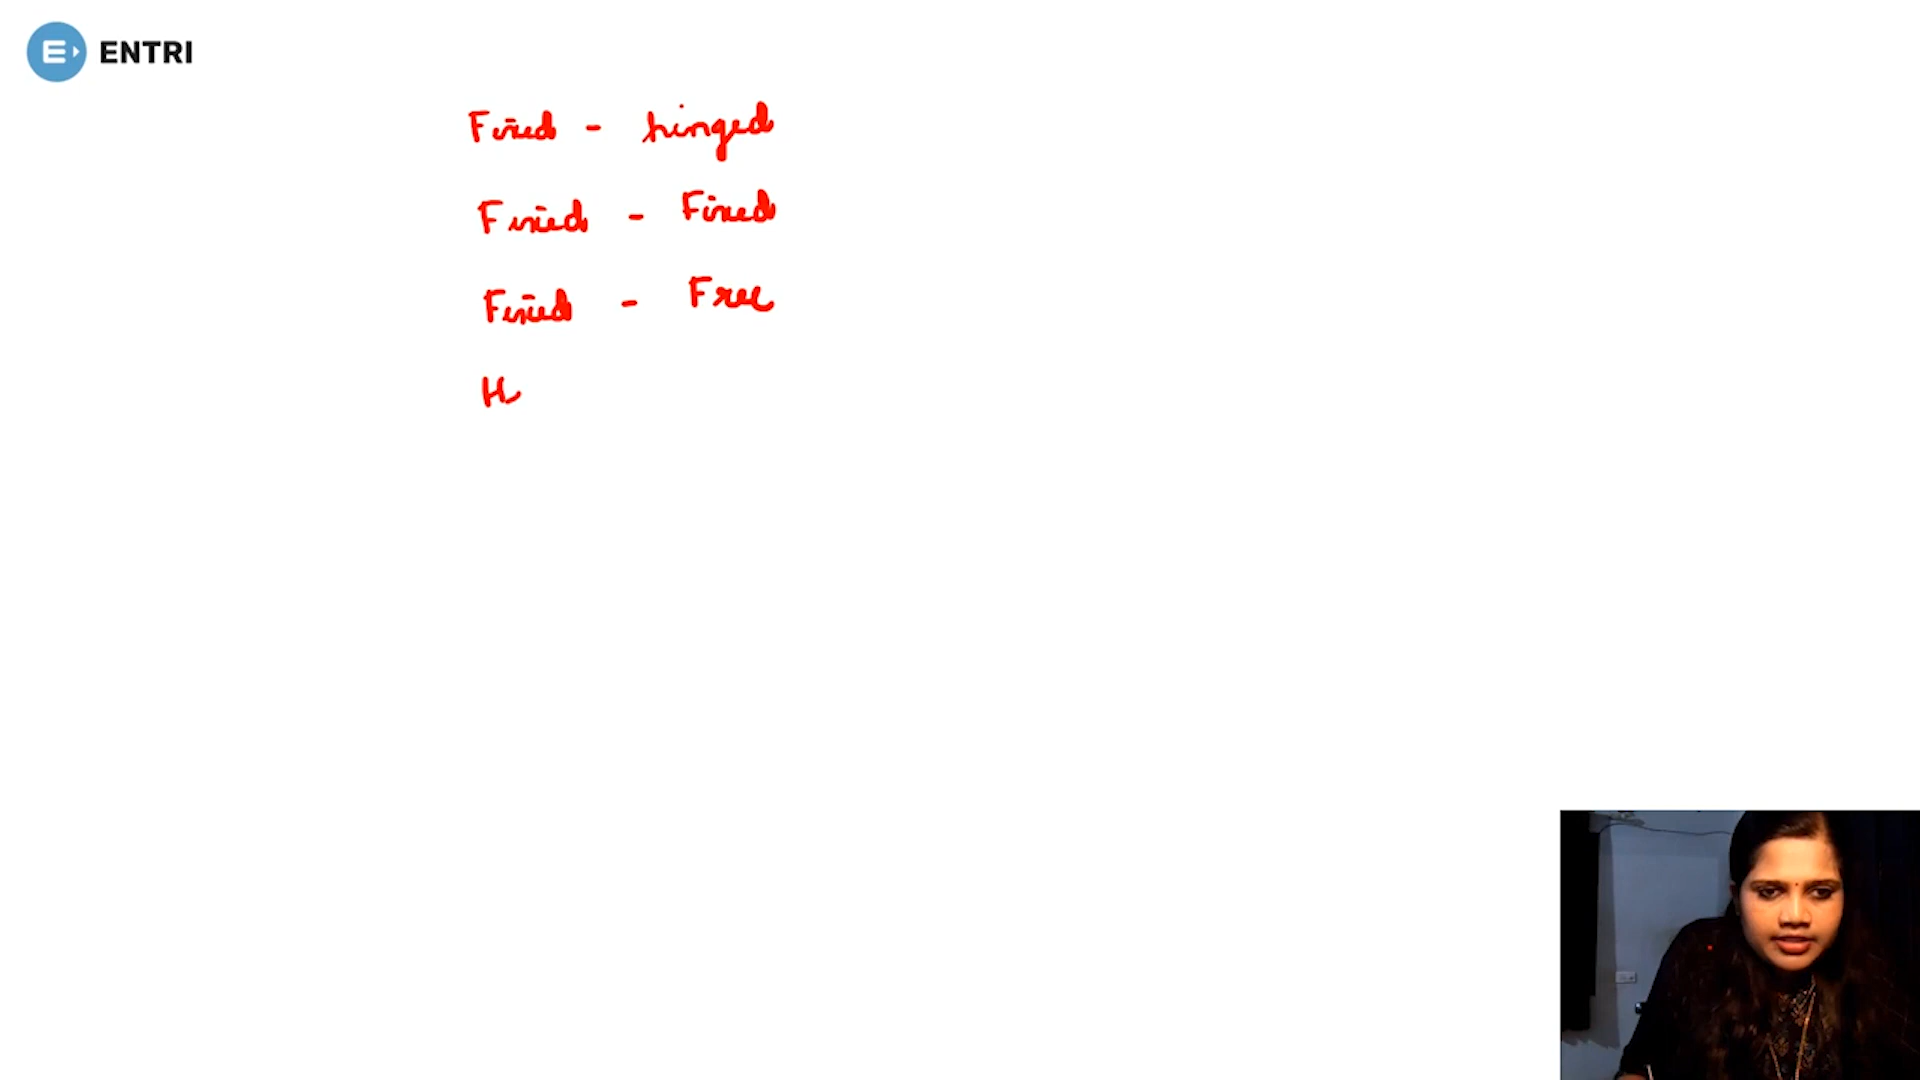 ENTRI
Fixed - hinged
Fixed - Fixed
Fixed - Free
H